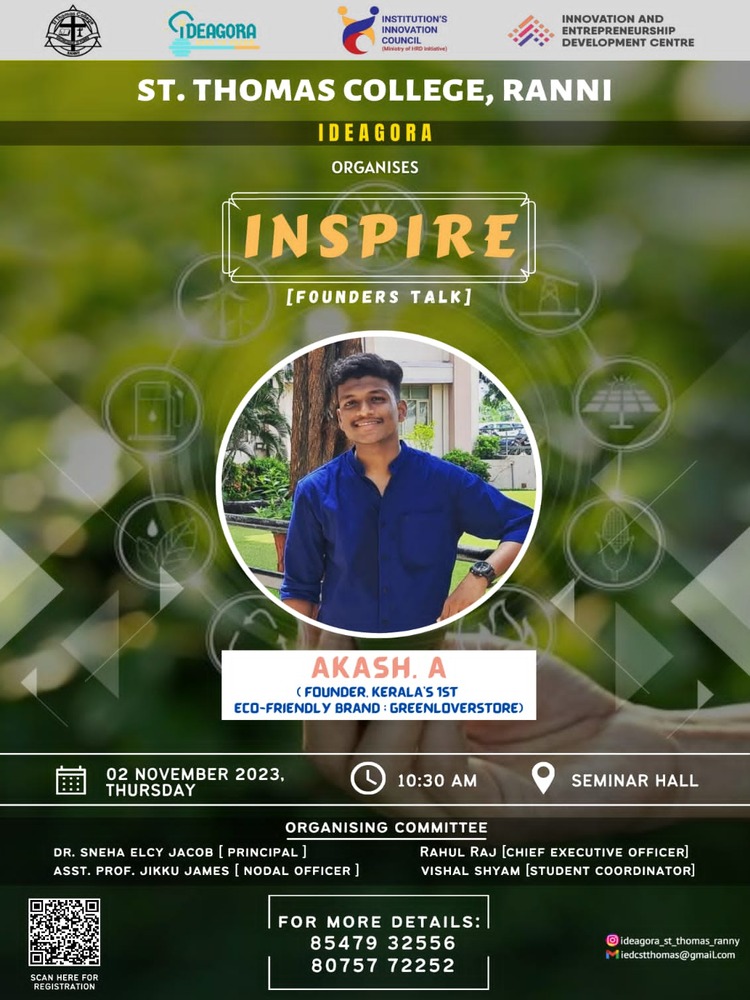 IDEAGORA
INSTITUTION'S
INNOVATION
COUNCIL
(Ministry of HRD Initiative)
INNOVATION AND
ENTREPRENEURSHIP
DEVELOPMENT CENTRE
ST. THOMAS COLLEGE, RANNI
IDEAGORA
ORGANISES
INSPIRE
[FOUNDERS TALK]
AKASH. A
( FOUNDER, KERALA'S 1ST
ECO-FRIENDLY BRAND : GREENLOVERSTORE)
02 NOVEMBER 2023,
THURSDAY
10:30 AM
SEMINAR HALL
ORGANISING COMMITTEE
DR. SNEHA ELCY JACOB [ PRINCIPAL ]
RAHUL RAJ [CHIEF EXECUTIVE OFFICER]
ASST. PROF. JIKKU JAMES [ NODAL OFFICER ]
VISHAL SHYAM [STUDENT COORDINATOR]
SCAN HERE FOR
REGISTRATION
FOR MORE DETAILS:
85479 32556
80757 72252
ideagora_st_thomas_ranny
iedcstthomas@gmail.com